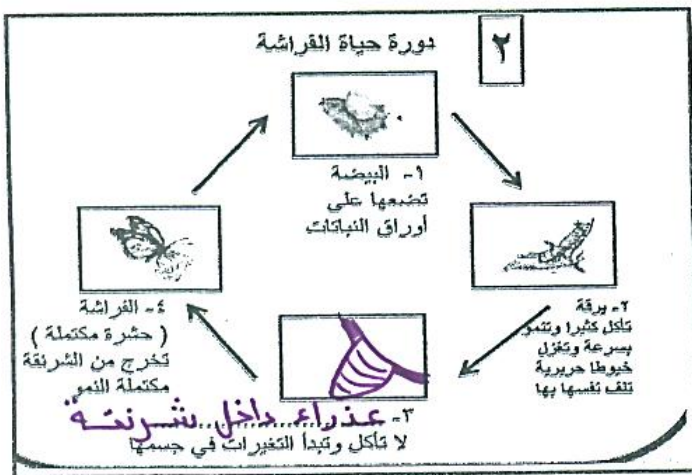 ٢
دورة حياة الفراشة
١- البيضة
تضعها على
أوراق النباتات
٢- يرقة
تأكل كثيرا وتنمو
بسرعة وتغزل
خيوطا حريرية
تلف نفسها بها
٣- عذراء داخل شرنقة
لا تأكل وتبدأ التغيرات في جسمها
٤- الفراشة
( حشرة مكتملة )
تخرج من الشرنقة
مكتملة النمو